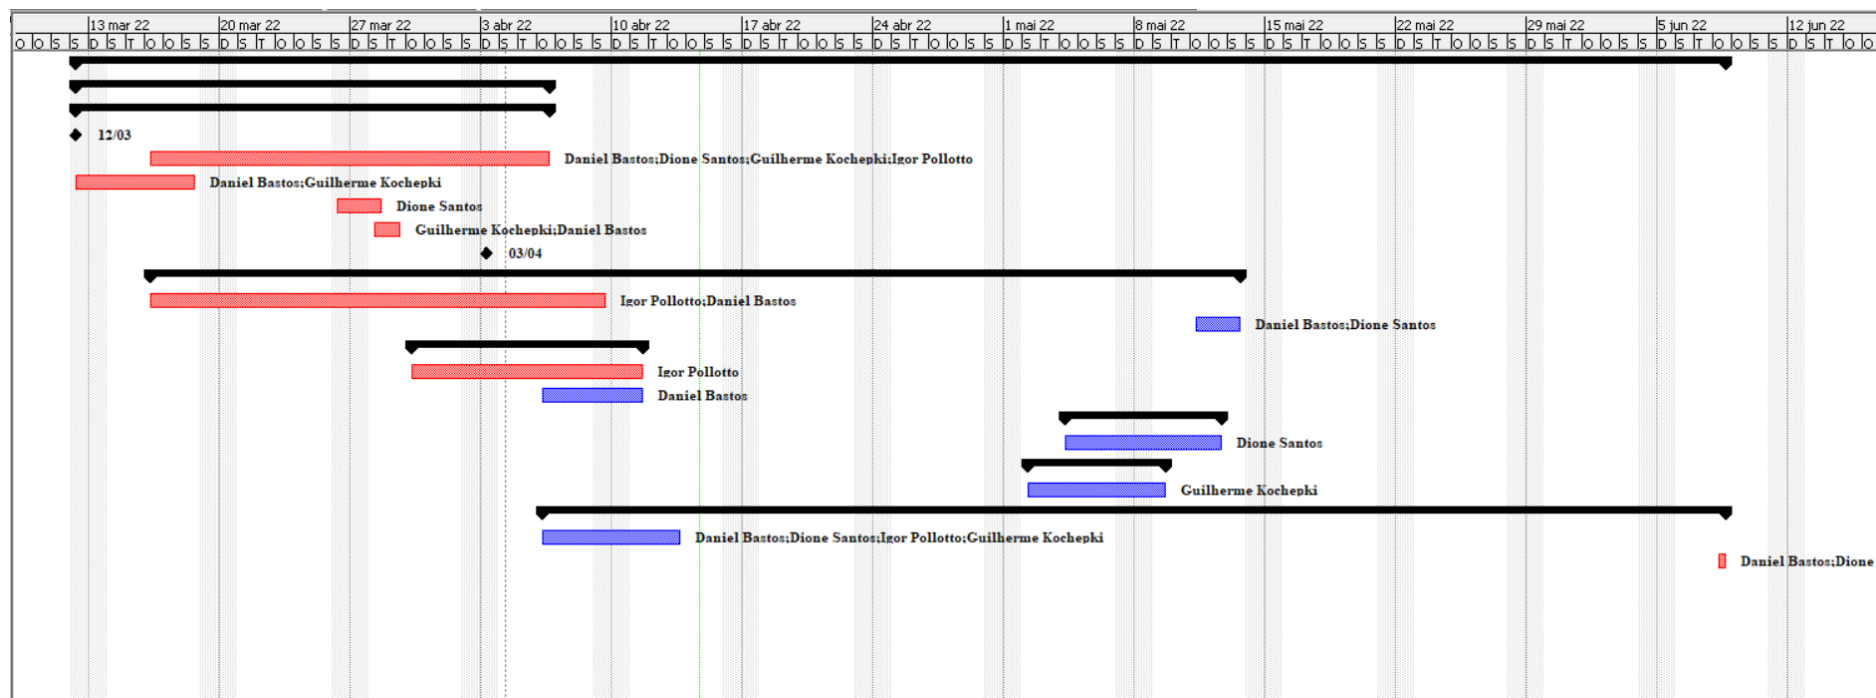 13 mar 22 20 mar 22 27 mar 22 3 abr 22 10 abr 22 17 abr 22 24 abr 22 1 mai 22 8 mai 22 15 mai 22 22 mai 22 29 mai 22 5 jun 22 12 jun 22
Q Q S S D S T Q Q S S D S T Q Q S S D S T Q Q S S D S T Q Q S S D S T Q Q S S D S T Q Q S S D S T Q Q S S D S T Q Q S S D S T Q Q S S D S T Q Q S S D S T Q Q S S D S T Q Q S S D S T Q Q S S D S T Q Q
12/03
Daniel Bastos;Dione Santos;Guilherme Kochepki;Igor Pollotto
Daniel Bastos;Guilherme Kochepki
Dione Santos
Guilherme Kochepki;Daniel Bastos
03/04
Igor Pollotto;Daniel Bastos
Daniel Bastos;Dione Santos
Igor Pollotto
Daniel Bastos
Dione Santos
Guilherme Kochepki
Daniel Bastos;Dione Santos;Igor Pollotto;Guilherme Kochepki
Daniel Bastos;Dione